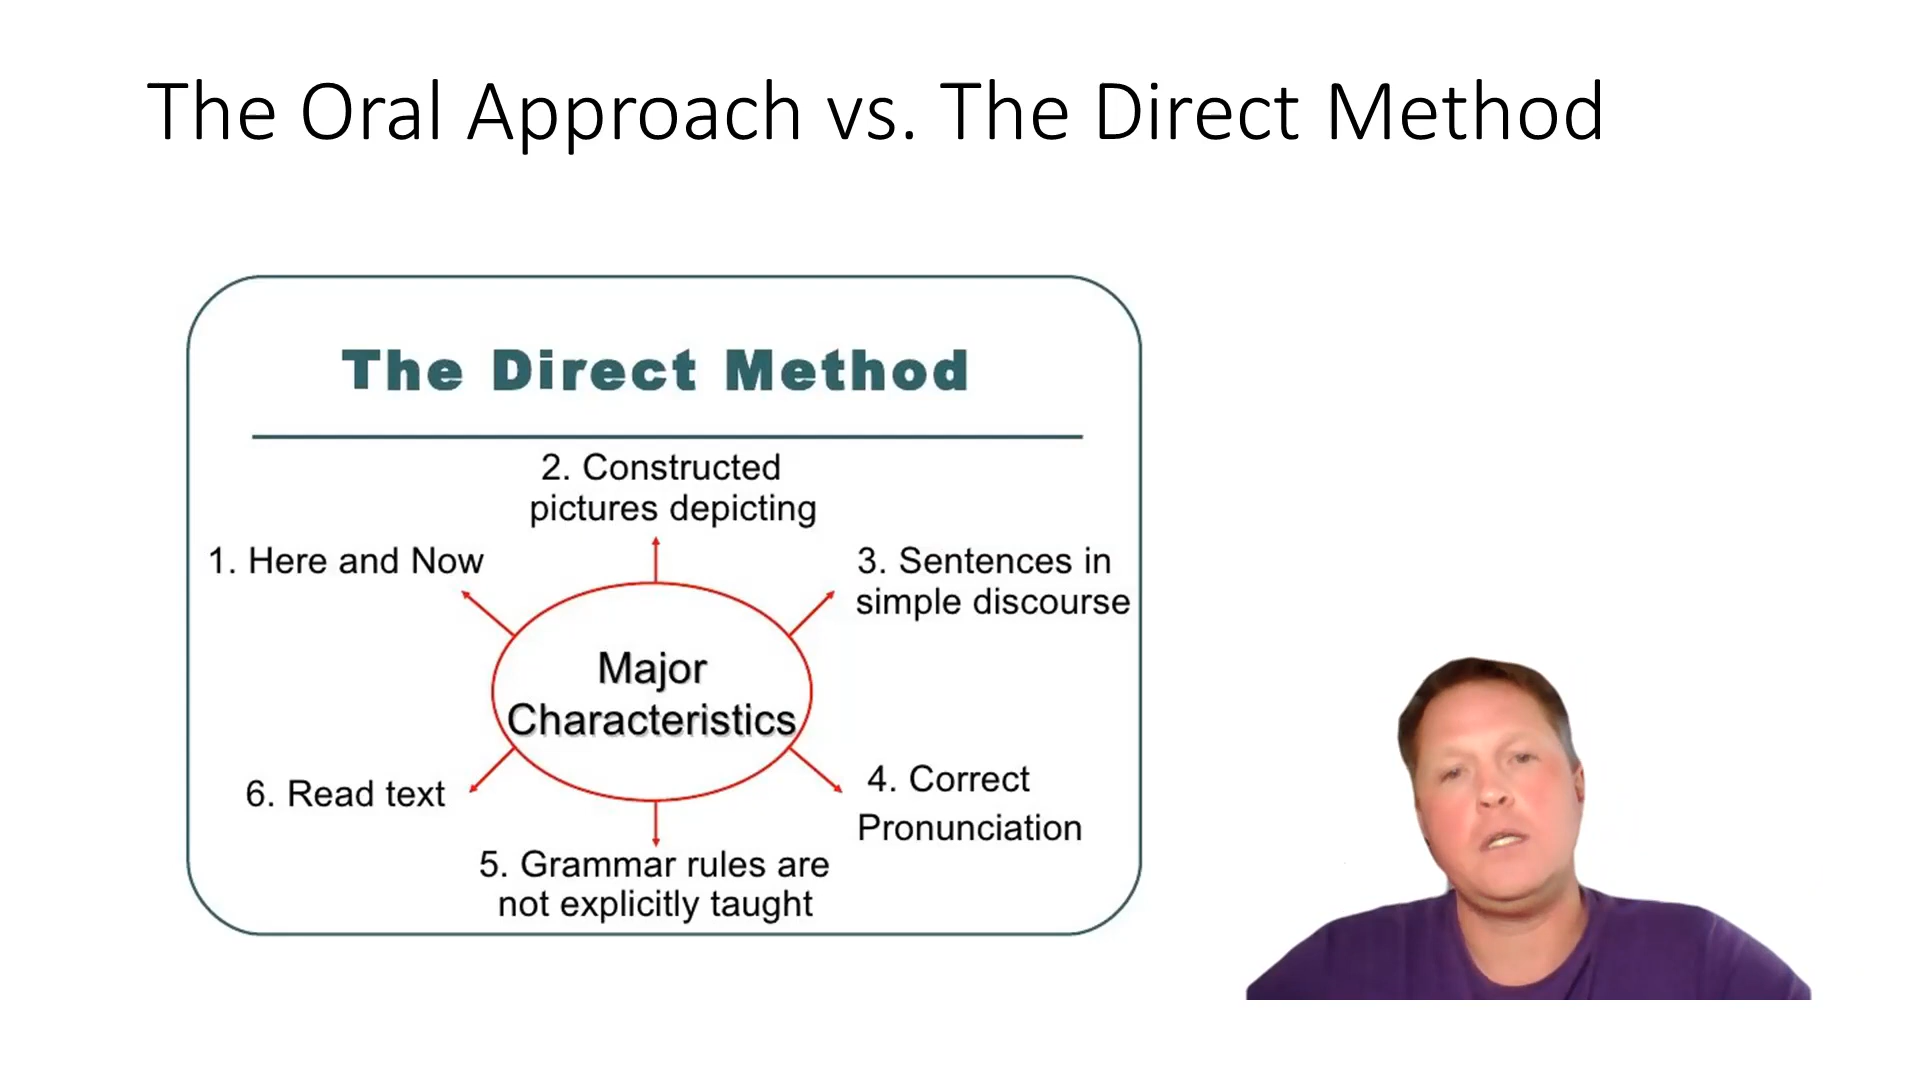 The Oral Approach vs. The Direct Method
The Direct Method
2. Constructed
pictures depicting
1. Here and Now
3. Sentences in
simple discourse
Major
Characteristics
6. Read text
4. Correct
Pronunciation
5. Grammar rules are
not explicitly taught